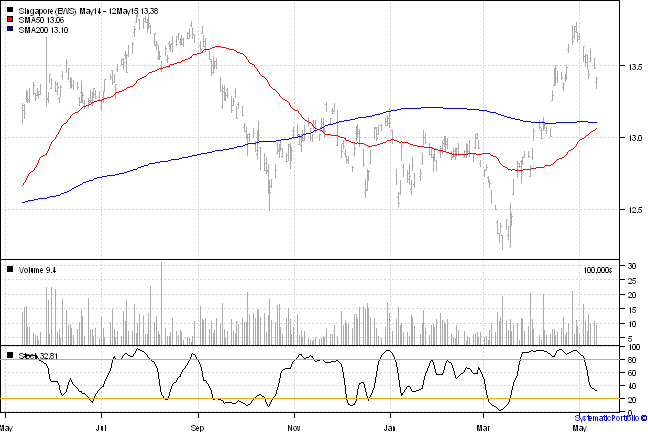 Singapore (EWS) May14 - 12May15 13.38
SMA50 13.06
SMA200 13.10
13.5
13.0
12.5
Volume 9.4
100,000s
30
25
20
15
10
5
Stock 32.81
100
80
60
40
20
0
May
Jul
Sep
Nov
Jan
Mar
May
SystematicPortfolio ©